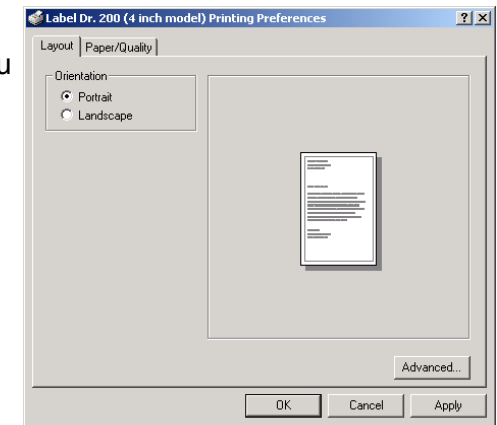 Label Dr. 200 (4 inch model) Printing Preferences
Layout Paper/Quality
u
Orientation
Portrait
Landscape
Advanced...
OK Cancel Apply